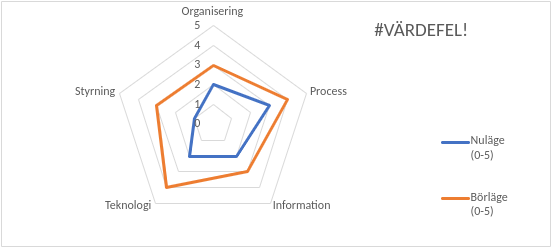 Organisering
#VÄRDEFEL!
5
4
3
2
1
0
Styrning
Process
Nuläge
(0-5)
Teknologi
Information
Börläge
(0-5)